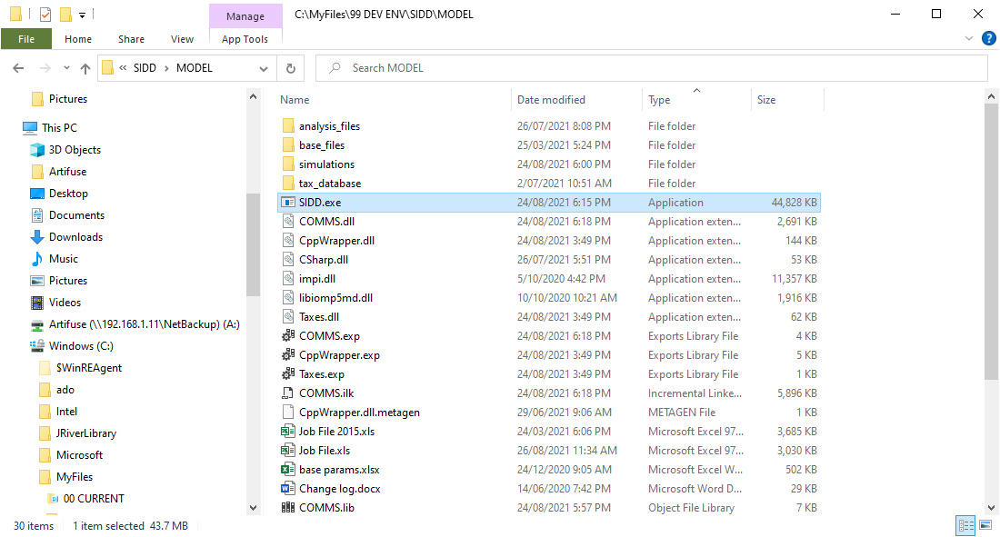 Manage C:\MyFiles\99 DEV ENV\SIDD\MODEL
File Home Share View App Tools
« SIDD > MODEL Search MODEL
Pictures
This PC
3D Objects
Artifuse
Desktop
Documents
Downloads
Music
Pictures
Videos
Artifuse (\\192.168.1.11\NetBackup) (A:)
Windows (C:)
$WinREAgent
ado
Intel
JRiverLibrary
Microsoft
MyFiles
00 CURRENT
Name Date modified Type Size
analysis_files 26/07/2021 8:08 PM File folder
base_files 25/03/2021 5:24 PM File folder
simulations 24/08/2021 6:00 PM File folder
tax_database 2/07/2021 10:51 AM File folder
SIDD.exe 24/08/2021 6:15 PM Application 44,828 KB
COMMS.dll 24/08/2021 6:18 PM Application exten... 2,691 KB
CppWrapper.dll 24/08/2021 3:49 PM Application exten... 144 KB
CSharp.dll 26/07/2021 5:51 PM Application exten... 53 KB
impi.dll 5/10/2020 4:42 PM Application exten... 11,357 KB
libiomp5md.dll 10/10/2020 10:21 AM Application exten... 1,916 KB
Taxes.dll 24/08/2021 3:49 PM Application exten... 62 KB
COMMS.exp 24/08/2021 6:18 PM Exports Library File 4 KB
CppWrapper.exp 24/08/2021 3:49 PM Exports Library File 5 KB
Taxes.exp 24/08/2021 3:49 PM Exports Library File 1 KB
COMMS.ilk 24/08/2021 6:18 PM Incremental Linke... 5,896 KB
CppWrapper.dll.metagen 29/06/2021 9:06 AM METAGEN File 1 KB
Job File 2015.xls 24/03/2021 6:06 PM Microsoft Excel 97... 3,685 KB
Job File.xls 26/08/2021 11:34 AM Microsoft Excel 97... 3,030 KB
base params.xlsx 24/12/2020 9:05 AM Microsoft Excel W... 502 KB
Change log.docx 14/06/2020 7:42 PM Microsoft Word D... 29 KB
COMMS.lib 24/08/2021 5:57 PM Object File Library 7 KB
30 items 1 item selected 43.7 MB